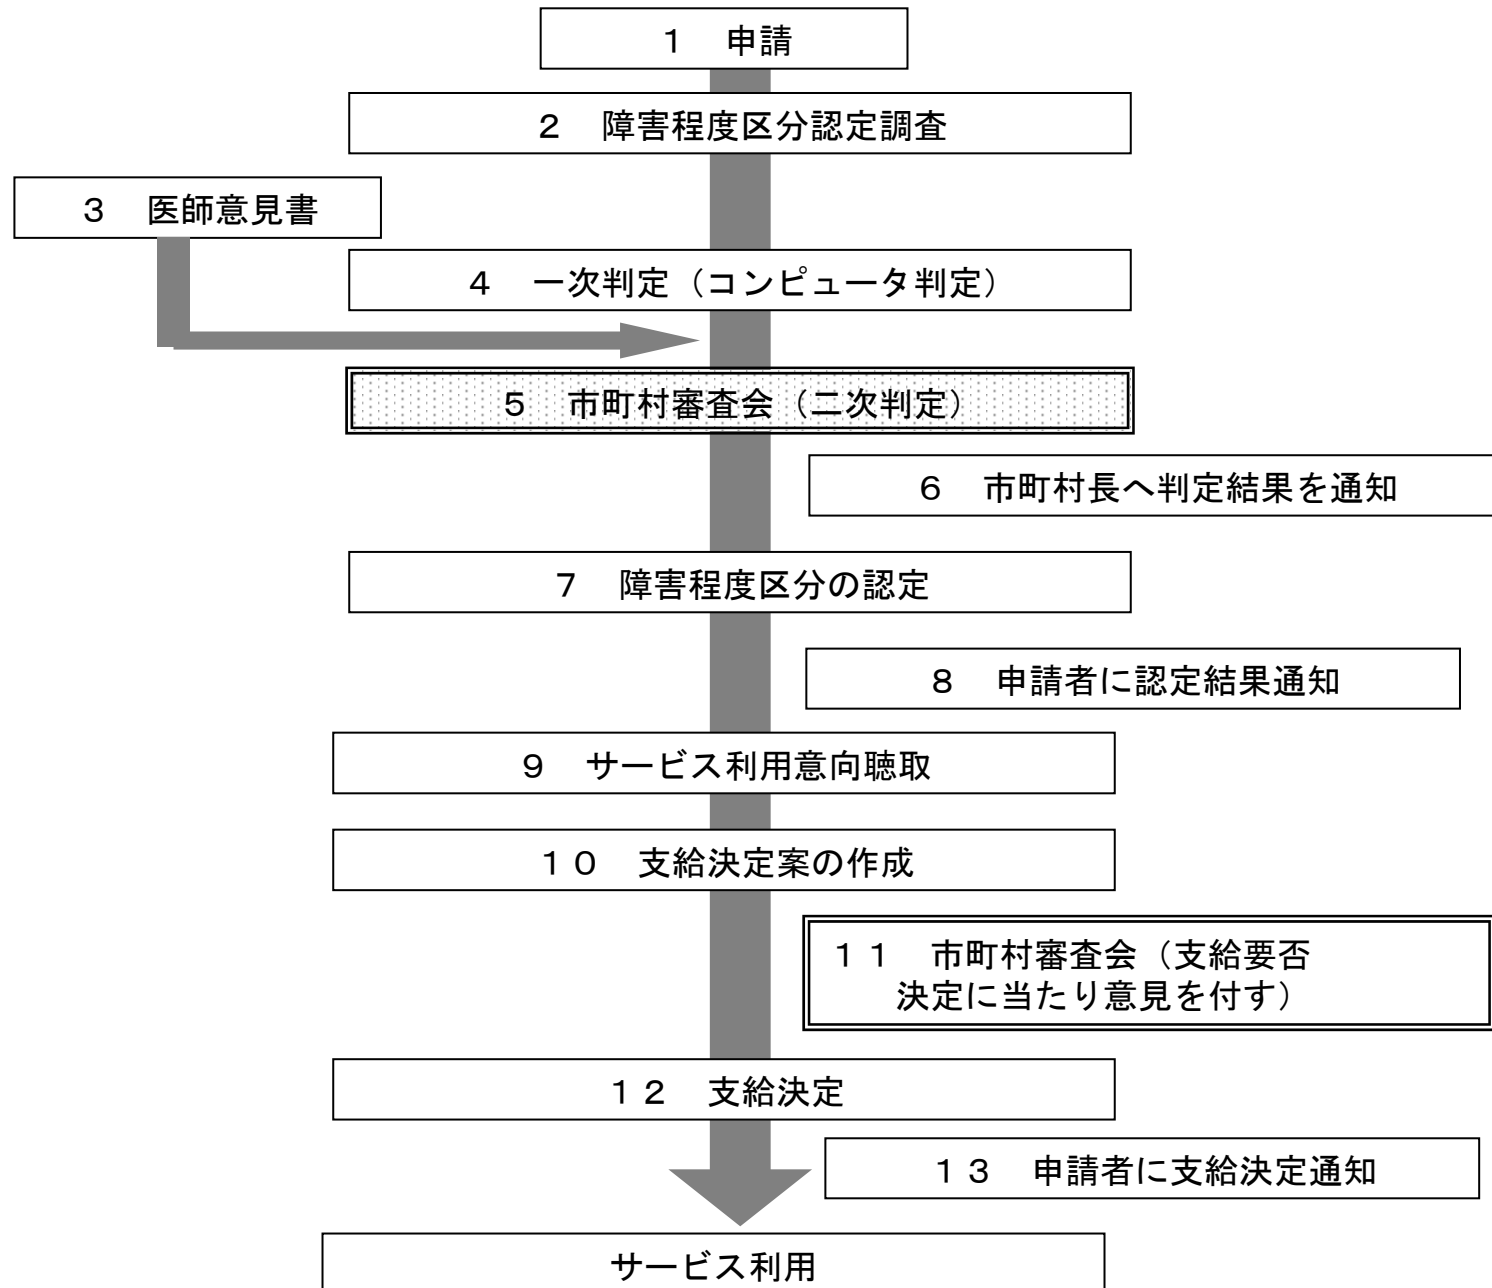 １　申請
２　障害程度区分認定調査
３　医師意見書
４　一次判定（コンピュータ判定）
５　市町村審査会（二次判定）
６　市町村長へ判定結果を通知
７　障害程度区分の認定
８　申請者に認定結果通知
９　サービス利用意向聴取
１０　支給決定案の作成
１１　市町村審査会（支給要否
決定に当たり意見を付す）
１２　支給決定
１３　申請者に支給決定通知
サービス利用